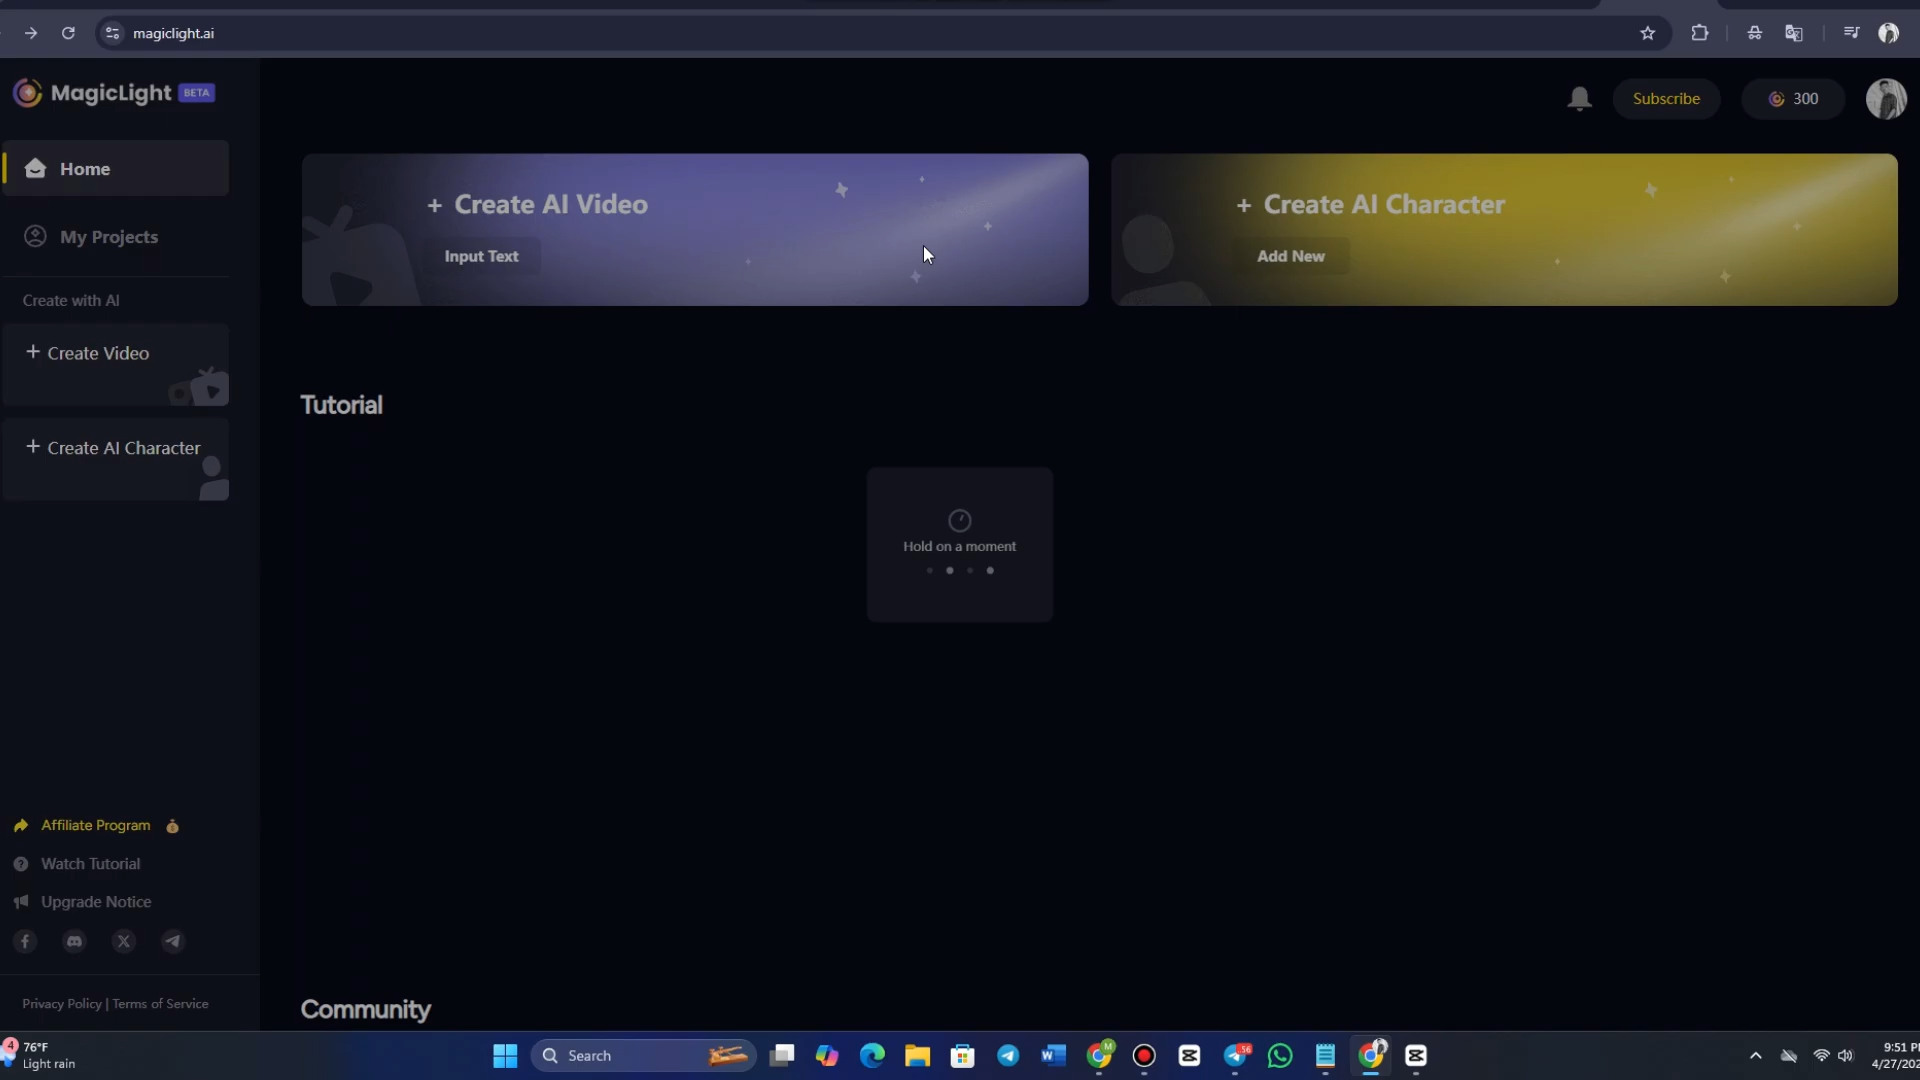 magiclight.ai
MagicLight BETA
Subscribe
300
Home
My Projects
Create with AI
+ Create Video
+ Create AI Character
+ Create AI Video
Input Text
+ Create AI Character
Add New
Tutorial
Hold on a moment
Affiliate Program
Watch Tutorial
Upgrade Notice
Privacy Policy | Terms of Service
Community
4
76°F
Light rain
Search
M
56
9:51
4/27/202